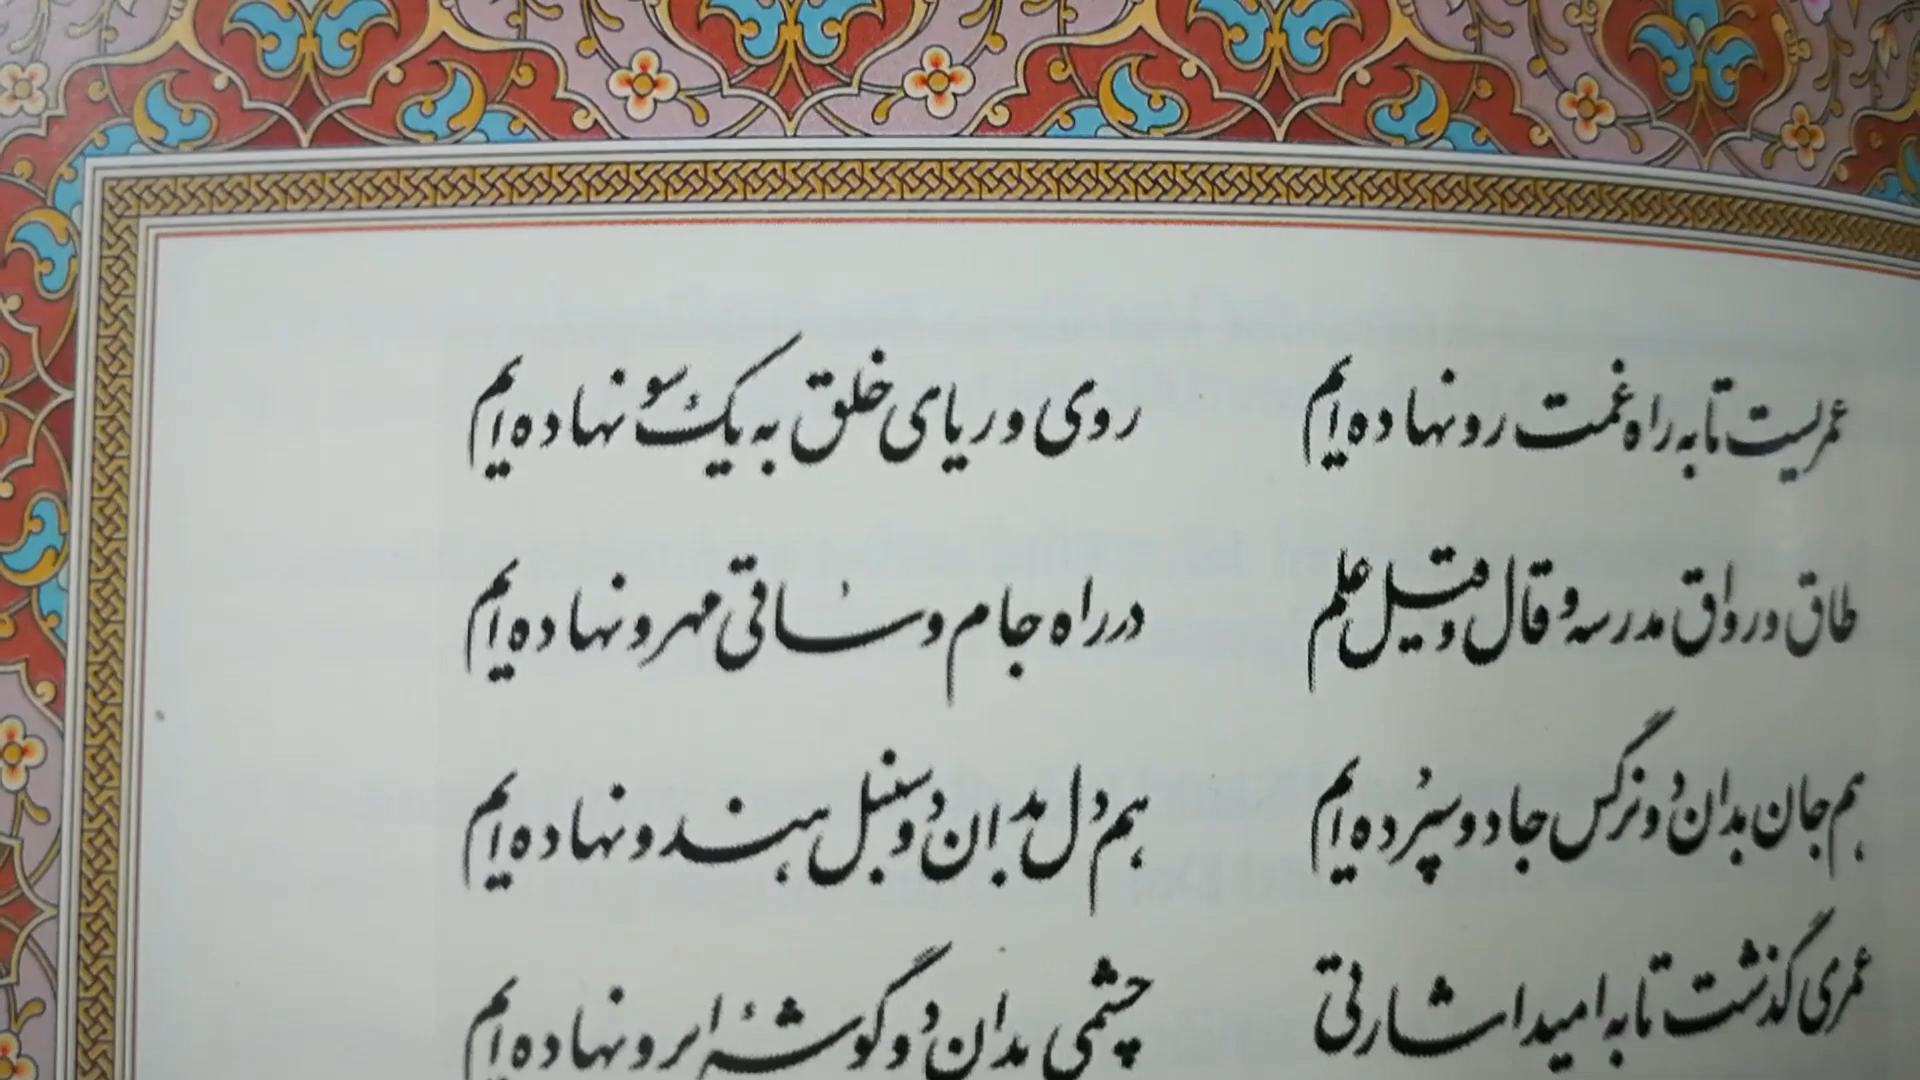 عمریست تا به راه غمت رو نهاده ایم
روی و ریای خلق به یک سو نهاده ایم
طاق و رواق مدرسه و قال و قیل علم
در راه جام و ساقی مهرو نهاده ایم
هم جان بدان دو نرگس جادو سپرده ایم
هم دل بدان دو سنبل هندو نهاده ایم
عمری گذشت تا به امید اشارتی
چشمی بدان دو گوشهٔ ابرو نهاده ایم